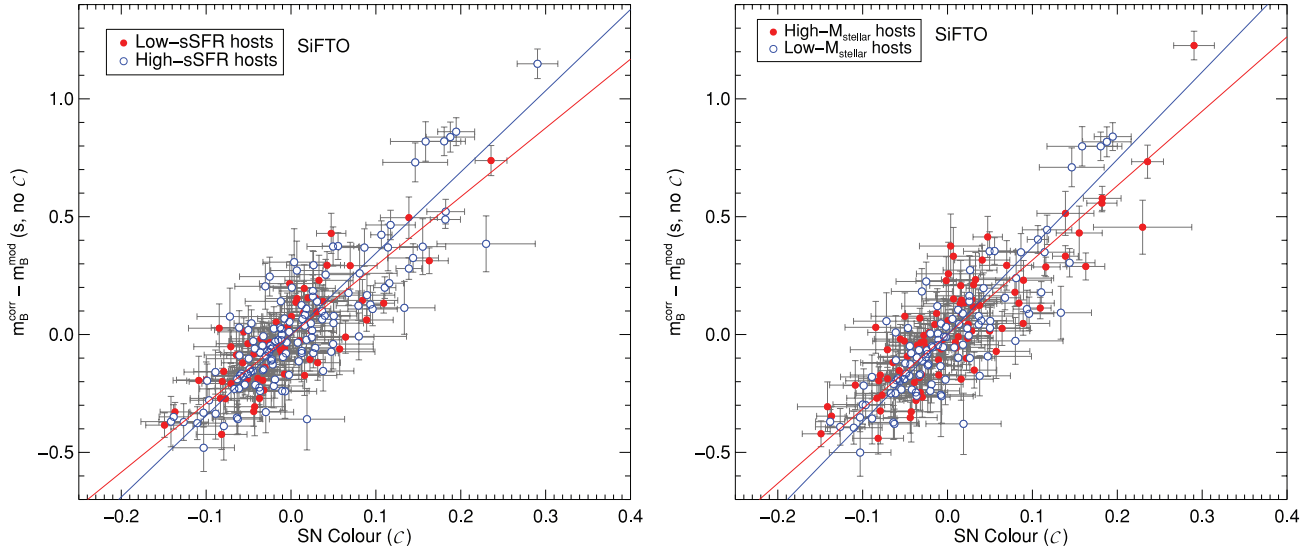 Low−sSFR hosts
High−sSFR hosts
SiFTO
1.0
0.5
0.0
−0.5
m_B^corr − m_B^mod (s, no C)
−0.2 −0.1 0.0 0.1 0.2 0.3 0.4
SN Colour (C)
High−M_stellar hosts
Low−M_stellar hosts
SiFTO
1.0
0.5
0.0
−0.5
m_B^corr − m_B^mod (s, no C)
−0.2 −0.1 0.0 0.1 0.2 0.3 0.4
SN Colour (C)